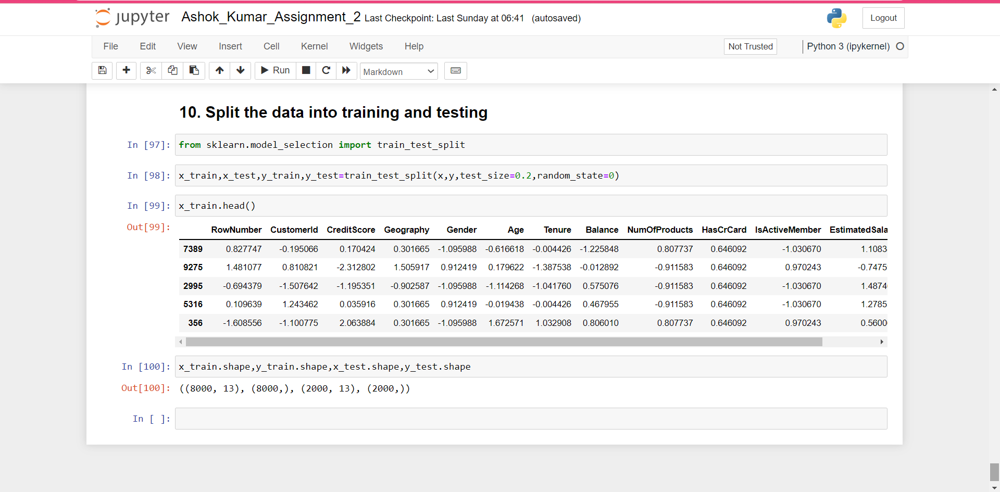 jupyter Ashok_Kumar_Assignment_2 Last Checkpoint: Last Sunday at 06:41 (autosaved) Logout
File Edit View Insert Cell Kernel Widgets Help Not Trusted Python 3 (ipykernel)
Run Markdown
10. Split the data into training and testing
In [97]: from sklearn.model_selection import train_test_split
In [98]: x_train,x_test,y_train,y_test=train_test_split(x,y,test_size=0.2,random_state=0)
In [99]: x_train.head()
Out[99]:
RowNumber CustomerId CreditScore Geography Gender Age Tenure Balance NumOfProducts HasCrCard IsActiveMember EstimatedSala
7389 0.827747 -0.195066 0.170424 0.301665 -1.095988 -0.616618 -0.004426 -1.225848 0.807737 0.646092 -1.030670 1.1083
9275 1.481077 0.810821 -2.312802 1.505917 0.912419 0.179622 -1.387538 -0.012892 -0.911583 0.646092 0.970243 -0.7475
2995 -0.694379 -1.507642 -1.195351 -0.902587 -1.095988 -1.114268 -1.041760 0.575076 -0.911583 0.646092 -1.030670 1.4874
5316 0.109639 1.243462 0.035916 0.301665 0.912419 -0.019438 -0.004426 0.467955 -0.911583 0.646092 -1.030670 1.2785
356 -1.608556 -1.100775 2.063884 0.301665 -1.095988 1.672571 1.032908 0.806010 0.807737 0.646092 0.970243 0.5600
In [100]: x_train.shape,y_train.shape,x_test.shape,y_test.shape
Out[100]: ((8000, 13), (8000,), (2000, 13), (2000,))
In [ ]: